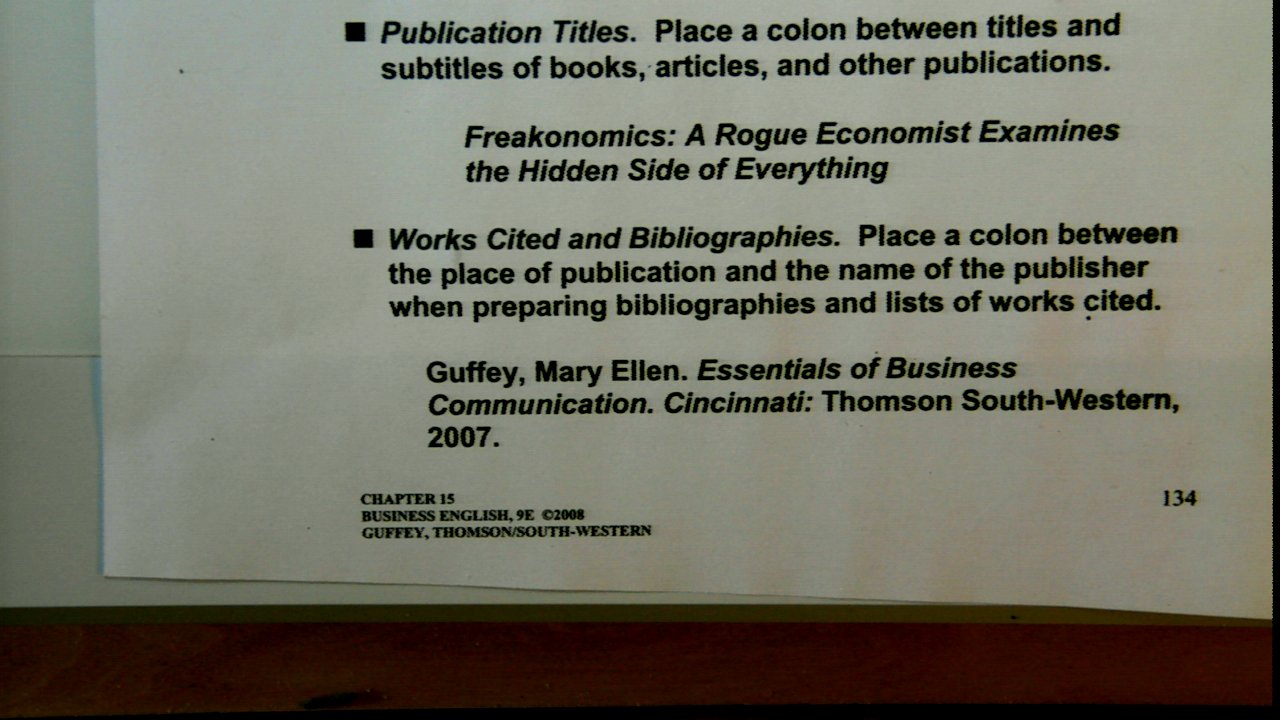 ■ Publication Titles. Place a colon between titles and
subtitles of books, articles, and other publications.
Freakonomics: A Rogue Economist Examines
the Hidden Side of Everything
■ Works Cited and Bibliographies. Place a colon between
the place of publication and the name of the publisher
when preparing bibliographies and lists of works cited.
Guffey, Mary Ellen. Essentials of Business
Communication. Cincinnati: Thomson South-Western,
2007.
CHAPTER 15
BUSINESS ENGLISH, 9E ©2008
GUFFEY, THOMSON/SOUTH-WESTERN
134